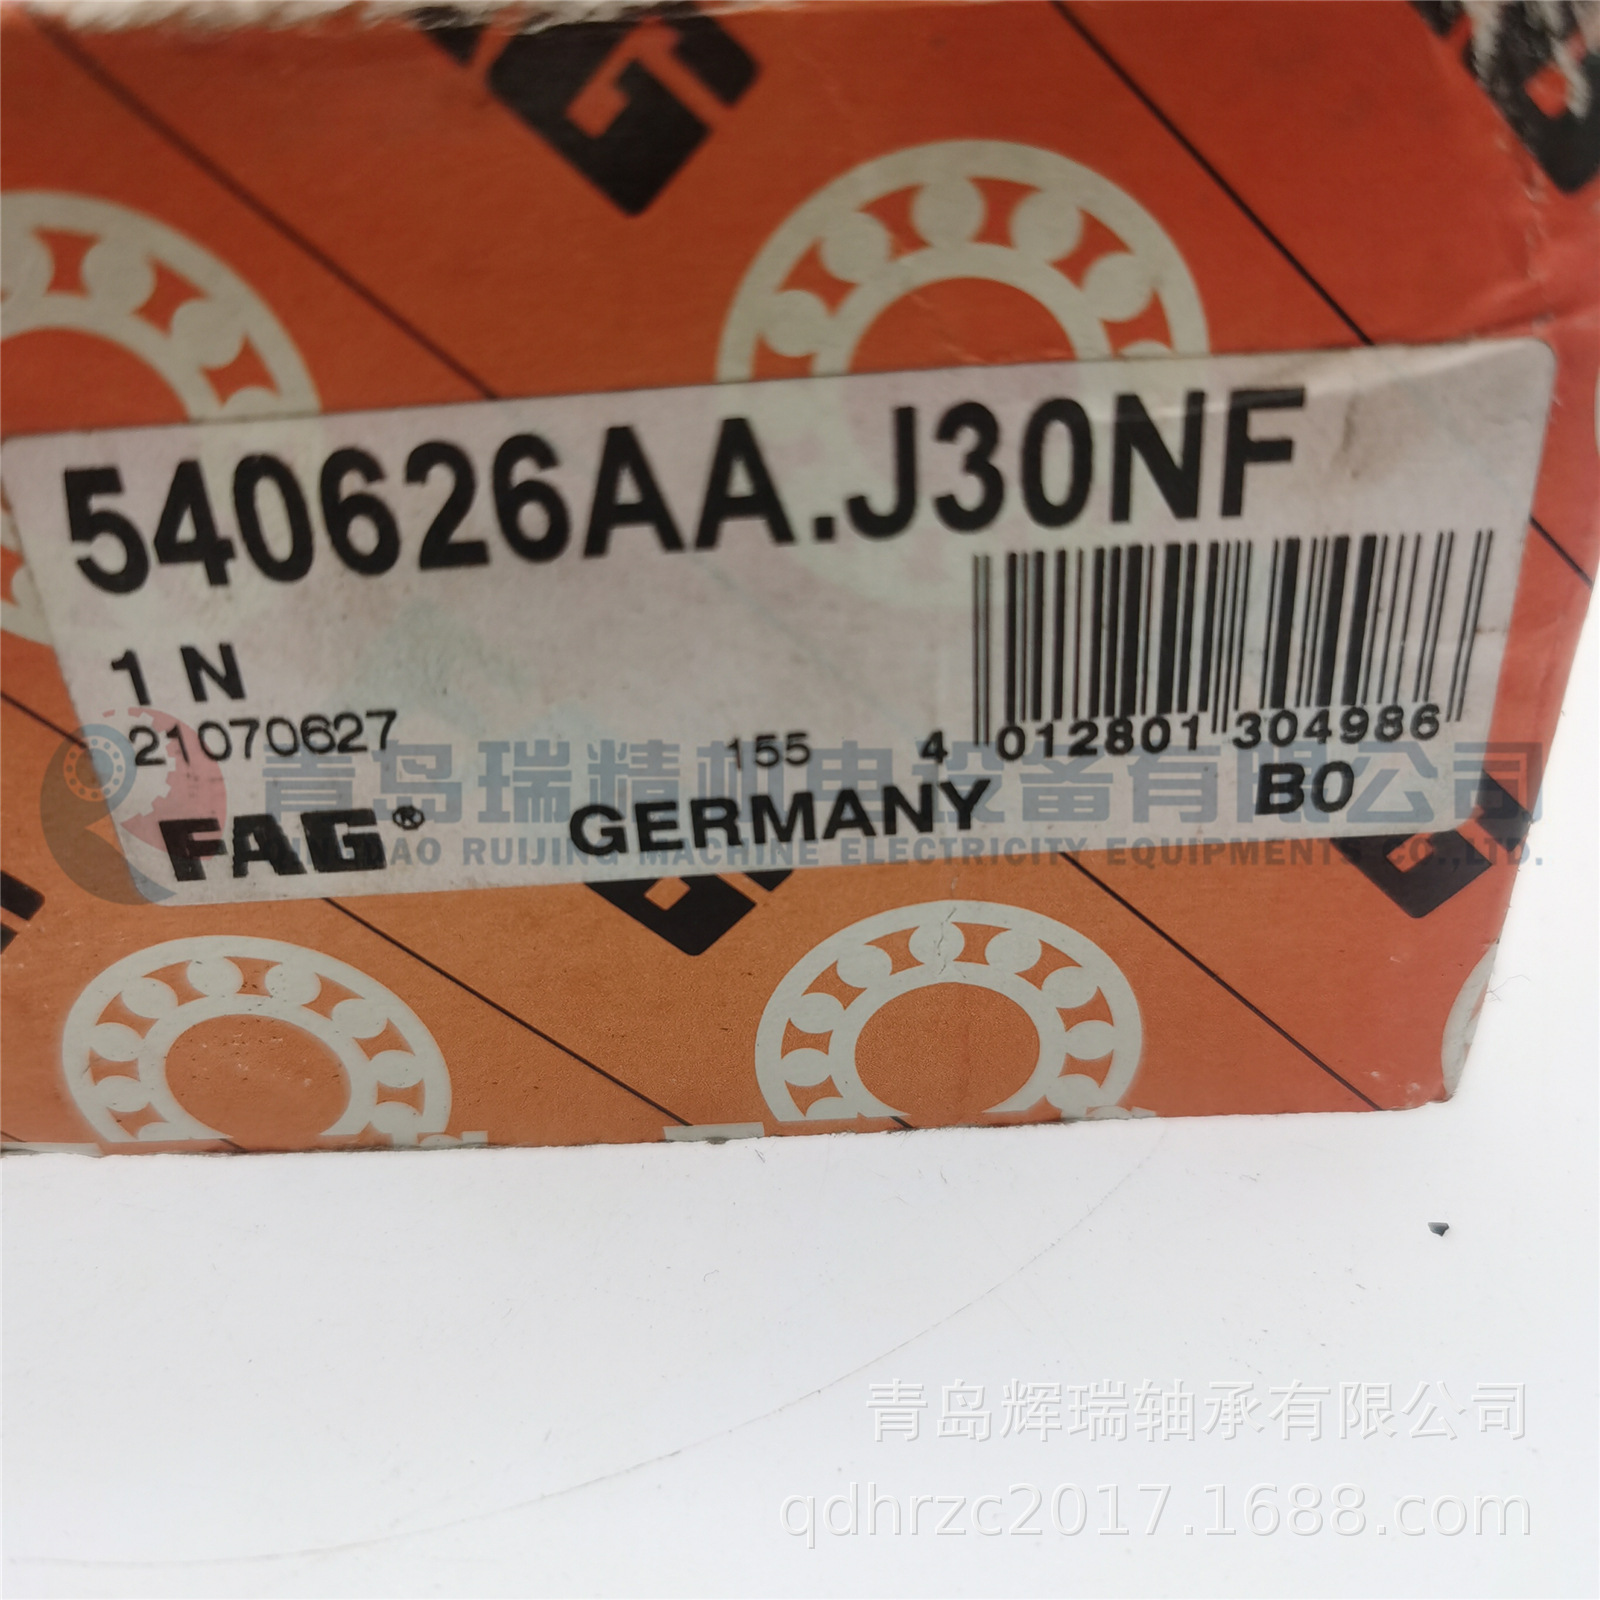 540626AA.J30NF
1 N
21070627
155
4 012801 304986
FAG®
GERMANY
B0
青岛瑞精机电设备有限公司
QINGDAO RUIJING MACHINE ELECTRICITY EQUIPMENTS CO.,LTD.
青岛辉瑞轴承有限公司
qdhrzc2017.1688.com